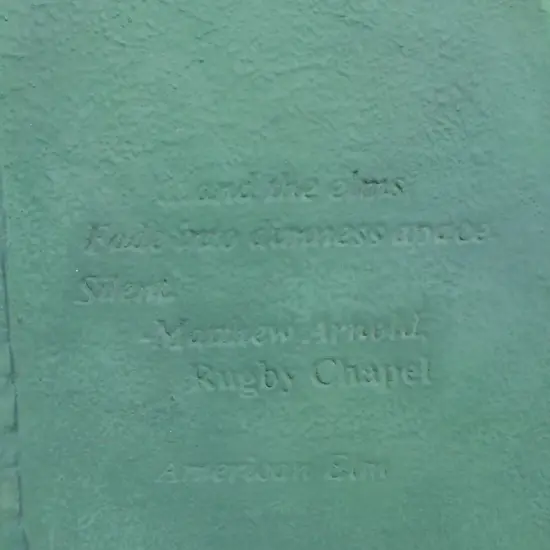 ...and the elms
Fade into dimness apace
Silent.
-Matthew Arnold,
Rugby Chapel
American Elm